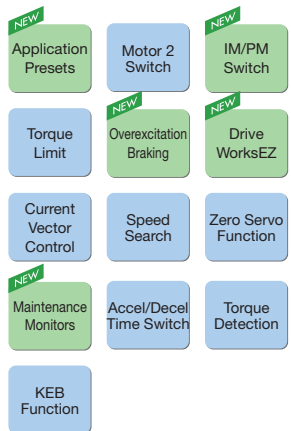 NEW
Application
Presets
Motor 2
Switch
NEW
IM/PM
Switch
Torque
Limit
NEW
Overexcitation
Braking
NEW
Drive
WorksEZ
Current
Vector
Control
Speed
Search
Zero Servo
Function
NEW
Maintenance
Monitors
Accel/Decel
Time Switch
Torque
Detection
KEB
Function